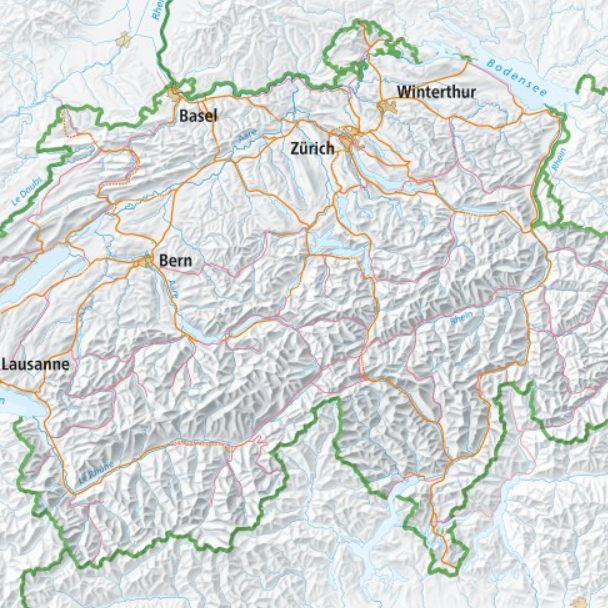 Rhein
Bodensee
Winterthur
Basel
Aare
Zürich
Rhein
Le Doubs
Bern
Aare
Rhein
Lausanne
Le Rhône